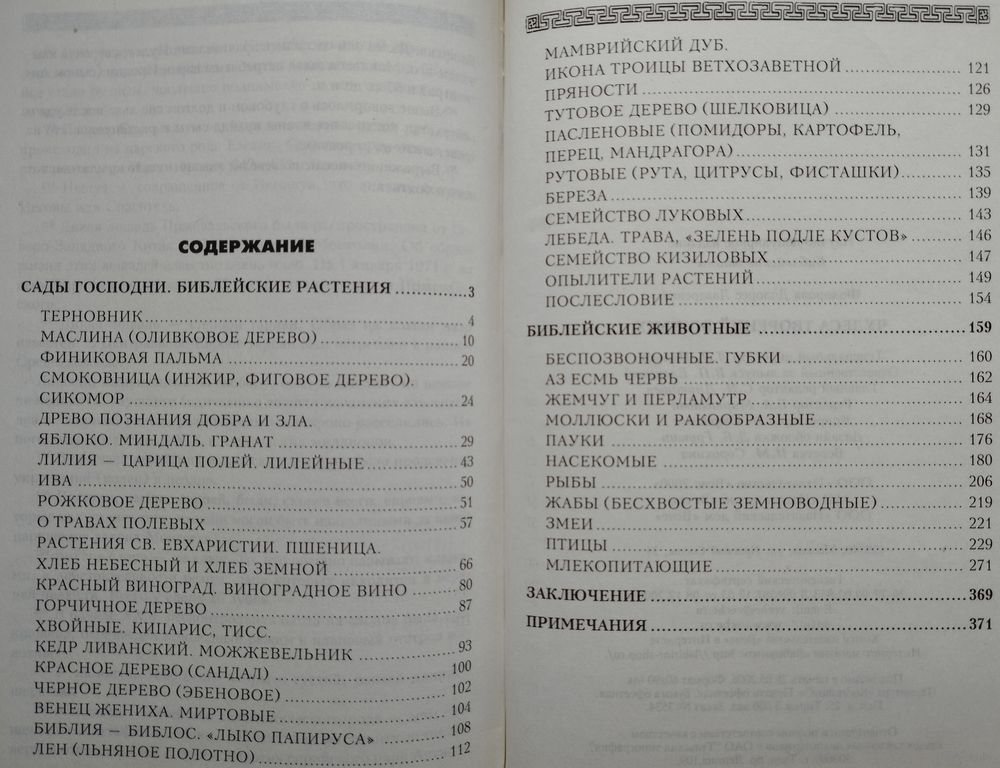 СОДЕРЖАНИЕ
САДЫ ГОСПОДНИ. БИБЛЕЙСКИЕ РАСТЕНИЯ ..........3
ТЕРНОВНИК..........4
МАСЛИНА (ОЛИВКОВОЕ ДЕРЕВО)..........10
ФИНИКОВАЯ ПАЛЬМА ..........20
СМОКОВНИЦА (ИНЖИР, ФИГОВОЕ ДЕРЕВО).
СИКОМОР ..........24
ДРЕВО ПОЗНАНИЯ ДОБРА И ЗЛА.
ЯБЛОКО. МИНДАЛЬ. ГРАНАТ ..........29
ЛИЛИЯ – ЦАРИЦА ПОЛЕЙ. ЛИЛЕЙНЫЕ ..........43
ИВА ..........50
РОЖКОВОЕ ДЕРЕВО ..........51
О ТРАВАХ ПОЛЕВЫХ ..........57
РАСТЕНИЯ СВ. ЕВХАРИСТИИ. ПШЕНИЦА.
ХЛЕБ НЕБЕСНЫЙ И ХЛЕБ ЗЕМНОЙ ..........66
КРАСНЫЙ ВИНОГРАД. ВИНОГРАДНОЕ ВИНО ..........80
ГОРЧИЧНОЕ ДЕРЕВО ..........87
ХВОЙНЫЕ. КИПАРИС, ТИСС.
КЕДР ЛИВАНСКИЙ. МОЖЖЕВЕЛЬНИК ..........93
КРАСНОЕ ДЕРЕВО (САНДАЛ) ..........100
ЧЕРНОЕ ДЕРЕВО (ЭБЕНОВОЕ) ..........102
ВЕНЕЦ ЖЕНИХА. МИРТОВЫЕ ..........104
БИБЛИЯ – БИБЛОС. «ЛЫКО ПАПИРУСА» ..........108
ЛЕН (ЛЬНЯНОЕ ПОЛОТНО) ..........112
МАМВРИЙСКИЙ ДУБ.
ИКОНА ТРОИЦЫ ВЕТХОЗАВЕТНОЙ ..........121
ПРЯНОСТИ ..........126
ТУТОВОЕ ДЕРЕВО (ШЕЛКОВИЦА) ..........129
ПАСЛЕНОВЫЕ (ПОМИДОРЫ, КАРТОФЕЛЬ,
ПЕРЕЦ, МАНДРАГОРА)..........131
РУТОВЫЕ (РУТА, ЦИТРУСЫ, ФИСТАШКИ)..........135
БЕРЕЗА ..........139
СЕМЕЙСТВО ЛУКОВЫХ ..........143
ЛЕБЕДА. ТРАВА, «ЗЕЛЕНЬ ПОДЛЕ КУСТОВ» ..........146
СЕМЕЙСТВО КИЗИЛОВЫХ ..........147
ОПЫЛИТЕЛИ РАСТЕНИЙ ..........149
ПОСЛЕСЛОВИЕ ..........154
БИБЛЕЙСКИЕ ЖИВОТНЫЕ ..........159
БЕСПОЗВОНОЧНЫЕ. ГУБКИ ..........160
АЗ ЕСМЬ ЧЕРВЬ ..........162
ЖЕМЧУГ И ПЕРЛАМУТР ..........164
МОЛЛЮСКИ И РАКООБРАЗНЫЕ ..........168
ПАУКИ ..........176
НАСЕКОМЫЕ ..........180
РЫБЫ ..........206
ЖАБЫ (БЕСХВОСТЫЕ ЗЕМНОВОДНЫЕ) ..........219
ЗМЕИ ..........221
ПТИЦЫ ..........229
МЛЕКОПИТАЮЩИЕ ..........271
ЗАКЛЮЧЕНИЕ ..........369
ПРИМЕЧАНИЯ ..........371